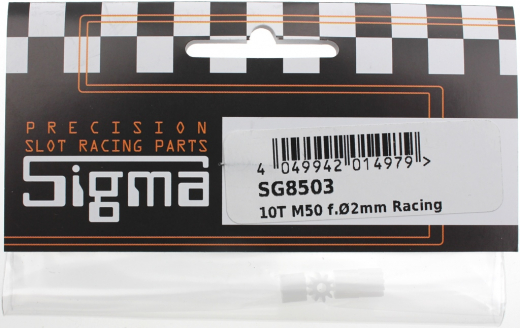 PRECISION
SLOT RACING PARTS
Sigma
4 049942 014979 >
SG8503
10T M50 f.Ø2mm Racing